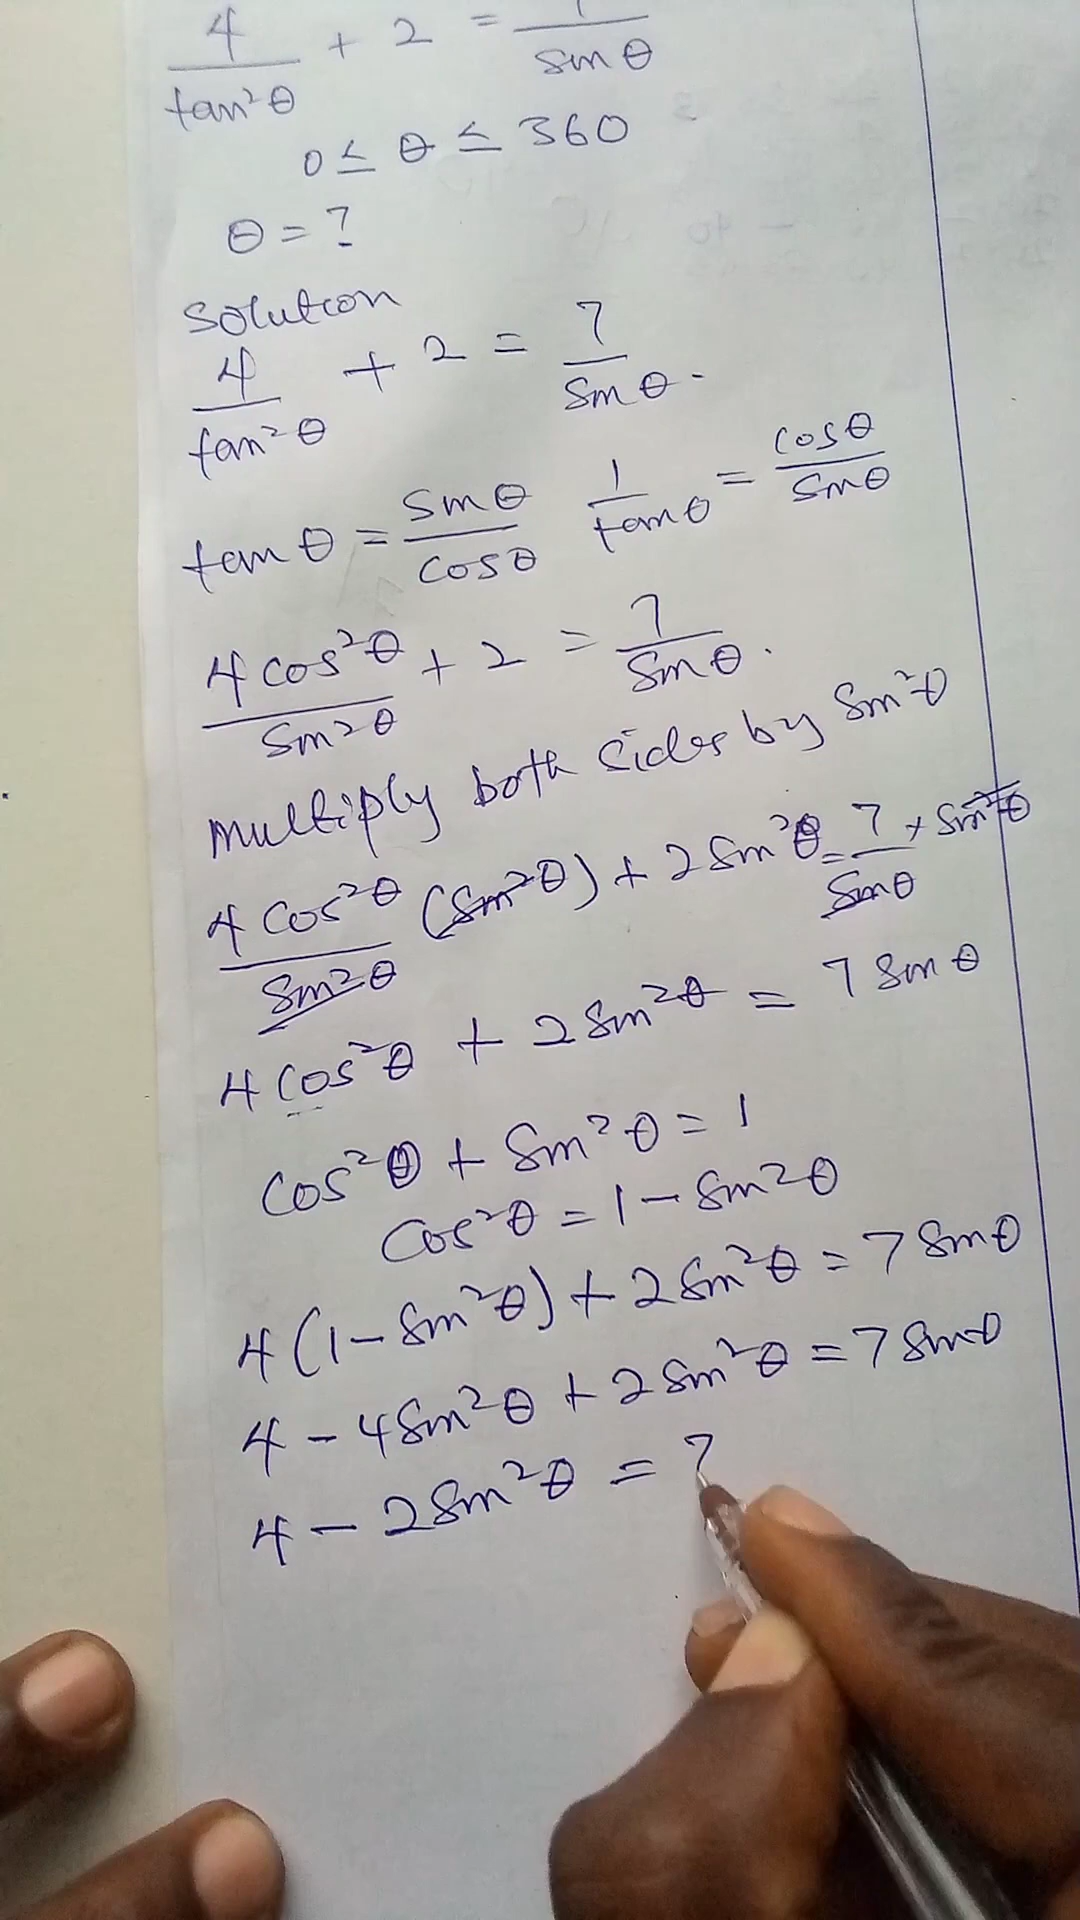 4/tan²θ + 2 = 7/sinθ
0 ≤ θ ≤ 360
θ = ?
Solution
4/tan²θ + 2 = 7/sinθ.
tanθ = sinθ/cosθ 1/tanθ = cosθ/sinθ
4cos²θ/sin²θ + 2 = 7/sinθ.
Multiply both sides by sin²θ
4cos²θ/sin²θ (sin²θ) + 2sin²θ = 7/sinθ × sin²θ
4cos²θ + 2sin²θ = 7sinθ
cos²θ + sin²θ = 1
cos²θ = 1 - sin²θ
4(1 - sin²θ) + 2sin²θ = 7sinθ
4 - 4sin²θ + 2sin²θ = 7sinθ
4 - 2sin²θ = 7